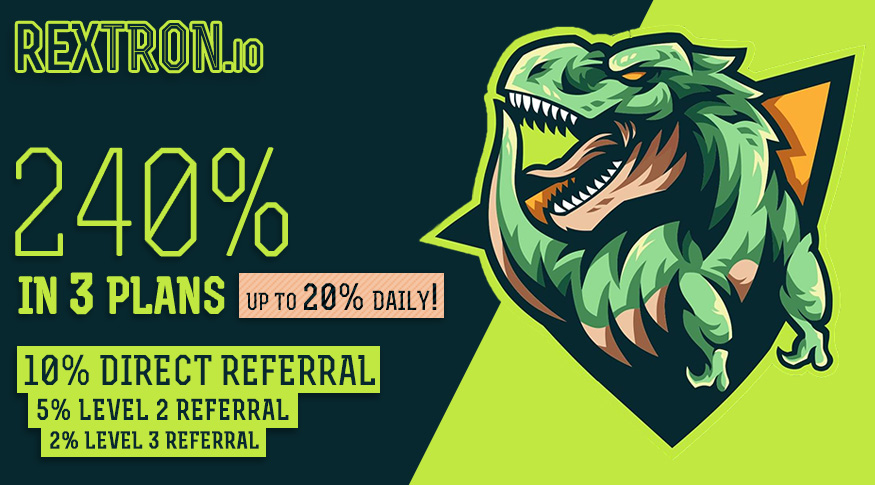 REXTRON.IO
240%
IN 3 PLANS
UP TO 20% DAILY!
10% DIRECT REFERRAL
5% LEVEL 2 REFERRAL
2% LEVEL 3 REFERRAL